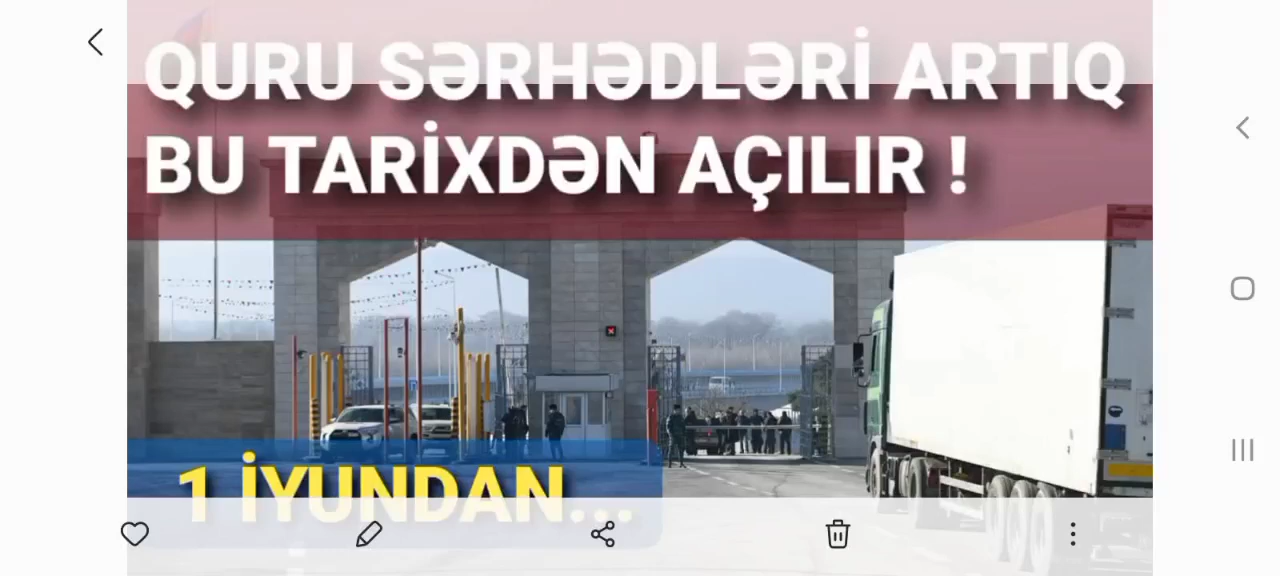 QURU SƏRHƏDLƏRİ ARTIQ
BU TARİXDƏN AÇILIR !
1 İYUNDAN...